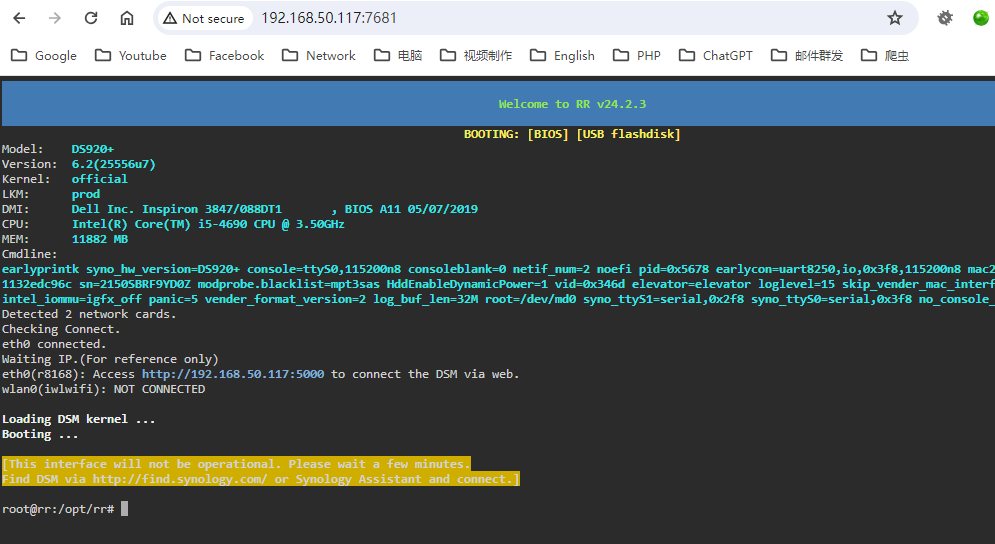 Not secure 192.168.50.117:7681
Google Youtube Facebook Network 电脑 视频制作 English PHP ChatGPT 邮件群发 爬虫
Welcome to RR v24.2.3
BOOTING: [BIOS] [USB flashdisk]
Model: DS920+
Version: 6.2(25556u7)
Kernel: official
LKM: prod
DMI: Dell Inc. Inspiron 3847/088DT1 , BIOS A11 05/07/2019
CPU: Intel(R) Core(TM) i5-4690 CPU @ 3.50GHz
MEM: 11882 MB
Cmdline:
earlyprintk syno_hw_version=DS920+ console=ttyS0,115200n8 consoleblank=0 netif_num=2 noefi pid=0x5678 earlycon=uart8250,io,0x3f8,115200n8 mac2
1132edc96c sn=2150SBRF9YD0Z modprobe.blacklist=mpt3sas HddEnableDynamicPower=1 vid=0x346d elevator=elevator loglevel=15 skip_vender_mac_interf
intel_iommu=igfx_off panic=5 vender_format_version=2 log_buf_len=32M root=/dev/md0 syno_ttyS1=serial,0x2f8 syno_ttyS0=serial,0x3f8 no_console_
Detected 2 network cards.
Checking Connect.
eth0 connected.
Waiting IP.(For reference only)
eth0(r8168): Access http://192.168.50.117:5000 to connect the DSM via web.
wlan0(iwlwifi): NOT CONNECTED
Loading DSM kernel ...
Booting ...
[This interface will not be operational. Please wait a few minutes.
Find DSM via http://find.synology.com/ or Synology Assistant and connect.]
root@rr:/opt/rr#